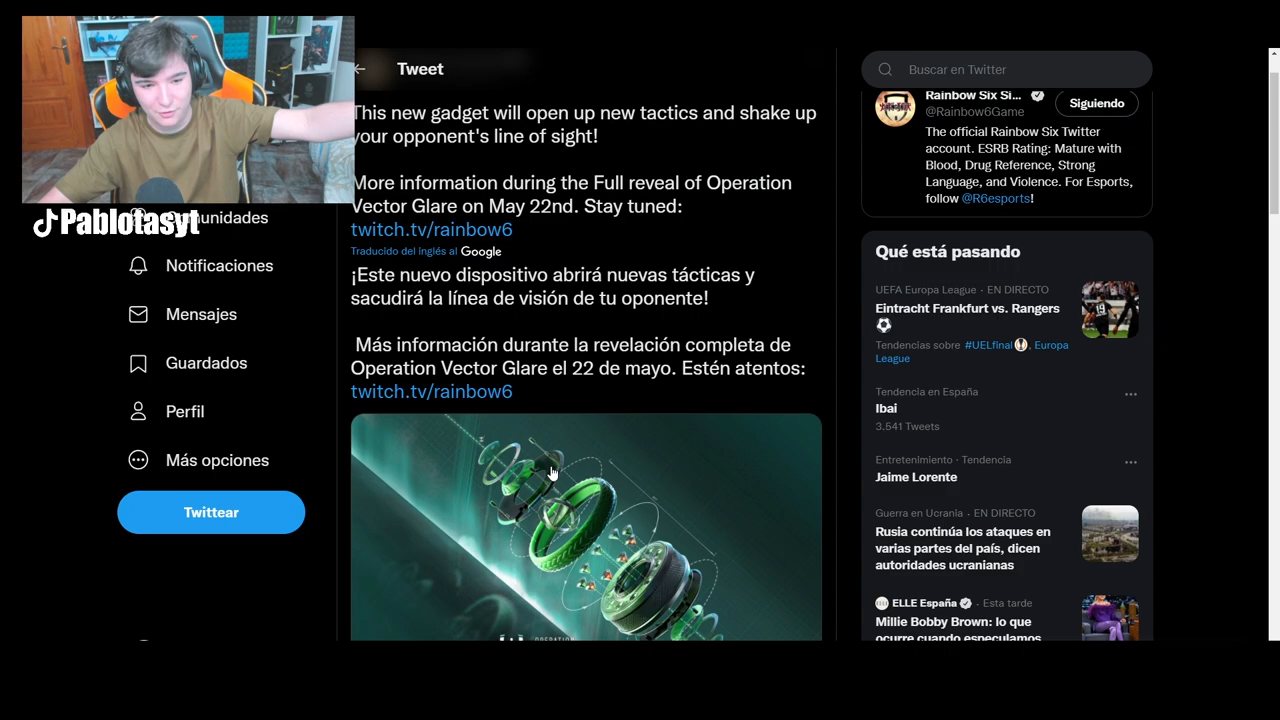 Pablotasyt
Comunidades
Notificaciones
Mensajes
Guardados
Perfil
Más opciones
Twittear
Tweet
This new gadget will open up new tactics and shake up
your opponent's line of sight!
More information during the Full reveal of Operation
Vector Glare on May 22nd. Stay tuned:
twitch.tv/rainbow6
Traducido del inglés al Google
¡Este nuevo dispositivo abrirá nuevas tácticas y
sacudirá la línea de visión de tu oponente!
Más información durante la revelación completa de
Operation Vector Glare el 22 de mayo. Estén atentos:
twitch.tv/rainbow6
OPERATION
Buscar en Twitter
Rainbow Six Si...
@Rainbow6Game
Siguiendo
The official Rainbow Six Twitter
account. ESRB Rating: Mature with
Blood, Drug Reference, Strong
Language, and Violence. For Esports,
follow @R6esports!
Qué está pasando
UEFA Europa League · EN DIRECTO
Eintracht Frankfurt vs. Rangers
Tendencias sobre #UELfinal, Europa
League
Tendencia en España
Ibai
3.541 Tweets
Entretenimiento · Tendencia
Jaime Lorente
Guerra en Ucrania · EN DIRECTO
Rusia continúa los ataques en
varias partes del país, dicen
autoridades ucranianas
ELLE España · Esta tarde
Millie Bobby Brown: lo que
ocurre cuando especulamos